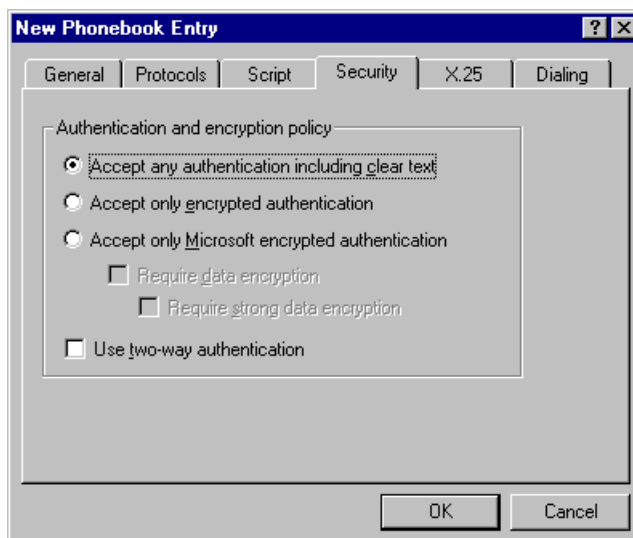 New Phonebook Entry
General Protocols Script Security X.25 Dialing
Authentication and encryption policy
Accept any authentication including clear text
Accept only encrypted authentication
Accept only Microsoft encrypted authentication
Require data encryption
Require strong data encryption
Use two-way authentication
OK Cancel